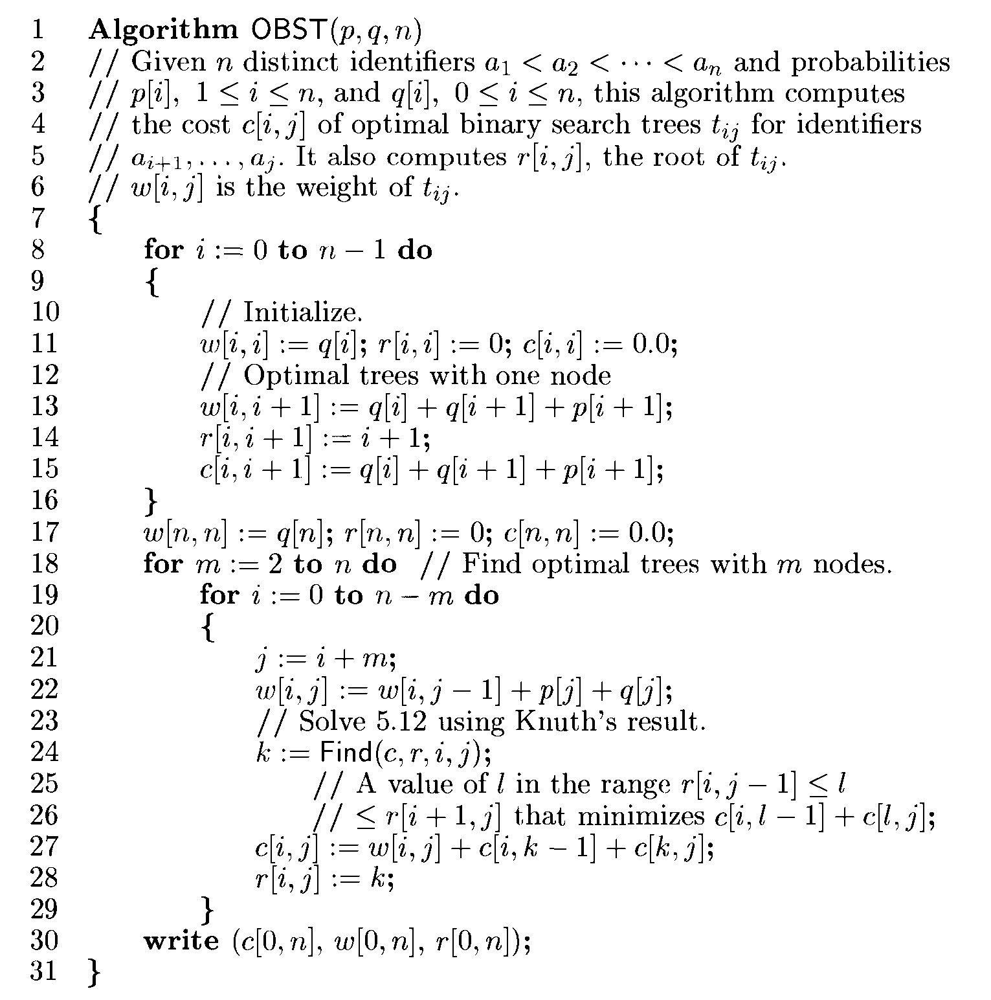 1 Algorithm OBST(p, q, n)
2 // Given n distinct identifiers a₁ < a₂ < ⋯ < aₙ and probabilities
3 // p[i], 1 ≤ i ≤ n, and q[i], 0 ≤ i ≤ n, this algorithm computes
4 // the cost c[i, j] of optimal binary search trees tᵢⱼ for identifiers
5 // aᵢ₊₁, . . . , aⱼ. It also computes r[i, j], the root of tᵢⱼ.
6 // w[i, j] is the weight of tᵢⱼ.
7 {
8 for i := 0 to n − 1 do
9 {
10 // Initialize.
11 w[i, i] := q[i]; r[i, i] := 0; c[i, i] := 0.0;
12 // Optimal trees with one node
13 w[i, i + 1] := q[i] + q[i + 1] + p[i + 1];
14 r[i, i + 1] := i + 1;
15 c[i, i + 1] := q[i] + q[i + 1] + p[i + 1];
16 }
17 w[n, n] := q[n]; r[n, n] := 0; c[n, n] := 0.0;
18 for m := 2 to n do // Find optimal trees with m nodes.
19 for i := 0 to n − m do
20 {
21 j := i + m;
22 w[i, j] := w[i, j − 1] + p[j] + q[j];
23 // Solve 5.12 using Knuth's result.
24 k := Find(c, r, i, j);
25 // A value of l in the range r[i, j − 1] ≤ l
26 // ≤ r[i + 1, j] that minimizes c[i, l − 1] + c[l, j];
27 c[i, j] := w[i, j] + c[i, k − 1] + c[k, j];
28 r[i, j] := k;
29 }
30 write (c[0, n], w[0, n], r[0, n]);
31 }